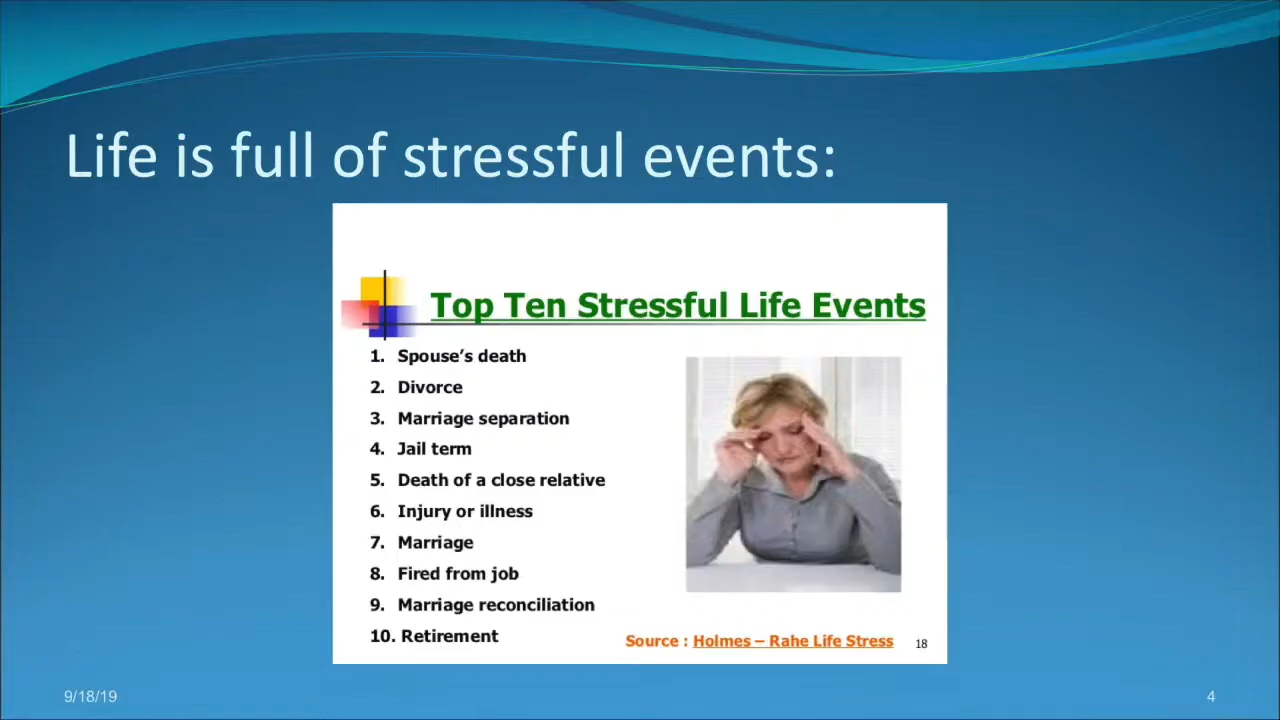 Life is full of stressful events:
Top Ten Stressful Life Events
1. Spouse's death
2. Divorce
3. Marriage separation
4. Jail term
5. Death of a close relative
6. Injury or illness
7. Marriage
8. Fired from job
9. Marriage reconciliation
10. Retirement
Source : Holmes – Rahe Life Stress
18
9/18/19
4